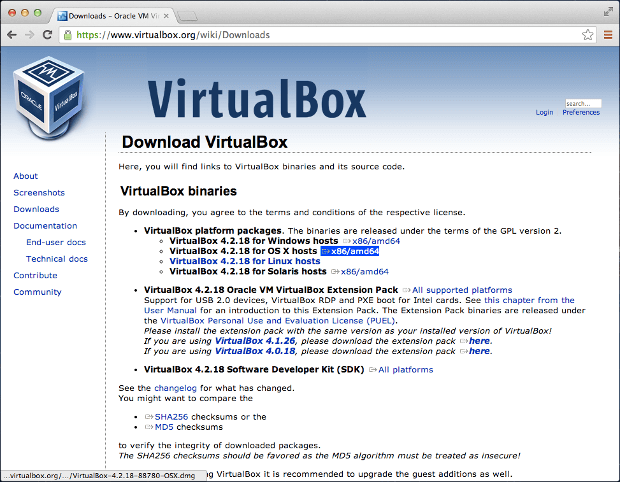 Downloads – Oracle VM Vir
https://www.virtualbox.org/wiki/Downloads
VM
ORACLE
VirtualBox
VirtualBox
search...
Login Preferences
Download VirtualBox
Here, you will find links to VirtualBox binaries and its source code.
About
Screenshots
Downloads
Documentation
End-user docs
Technical docs
Contribute
Community
VirtualBox binaries
By downloading, you agree to the terms and conditions of the respective license.
• VirtualBox platform packages. The binaries are released under the terms of the GPL version 2.
VirtualBox 4.2.18 for Windows hosts x86/amd64
VirtualBox 4.2.18 for OS X hosts x86/amd64
VirtualBox 4.2.18 for Linux hosts
VirtualBox 4.2.18 for Solaris hosts x86/amd64
• VirtualBox 4.2.18 Oracle VM VirtualBox Extension Pack All supported platforms
Support for USB 2.0 devices, VirtualBox RDP and PXE boot for Intel cards. See this chapter from the
User Manual for an introduction to this Extension Pack. The Extension Pack binaries are released under
the VirtualBox Personal Use and Evaluation License (PUEL).
Please install the extension pack with the same version as your installed version of VirtualBox!
If you are using VirtualBox 4.1.26, please download the extension pack here.
If you are using VirtualBox 4.0.18, please download the extension pack here.
• VirtualBox 4.2.18 Software Developer Kit (SDK) All platforms
See the changelog for what has changed.
You might want to compare the
• SHA256 checksums or the
• MD5 checksums
to verify the integrity of downloaded packages.
The SHA256 checksums should be favored as the MD5 algorithm must be treated as insecure!
...virtualbox.org/.../VirtualBox-4.2.18-88780-OSX.dmg
ng VirtualBox it is recommended to upgrade the guest additions as well.